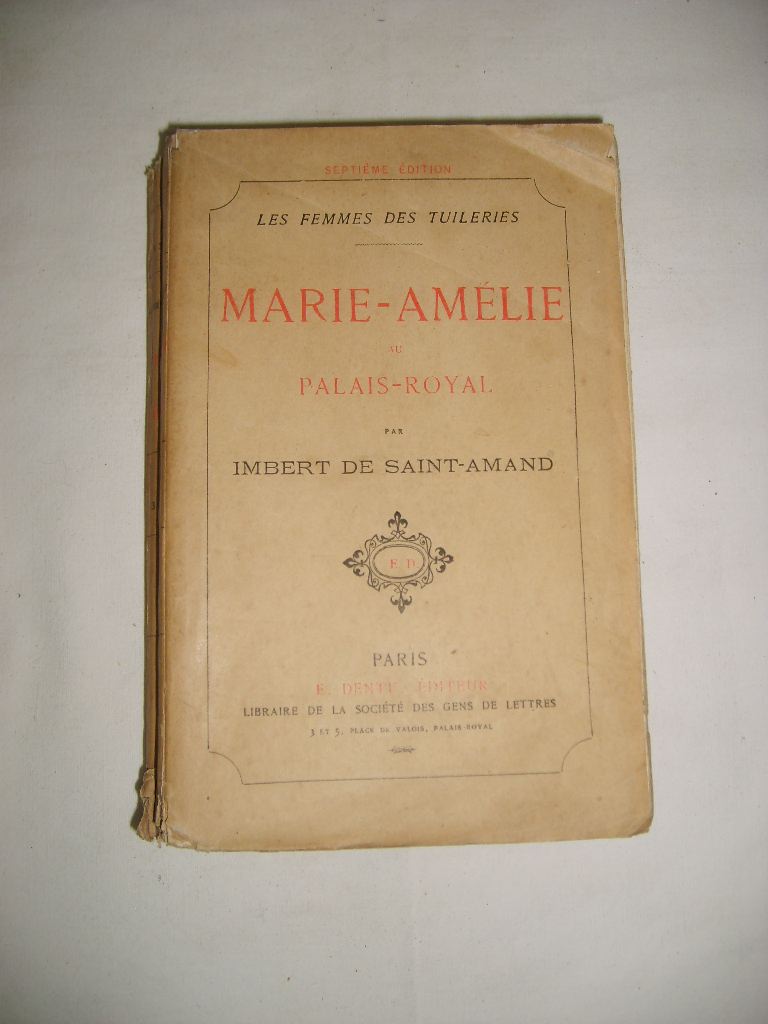 SEPTIÈME ÉDITION
LES FEMMES DES TUILERIES
MARIE-AMÉLIE
AU
PALAIS-ROYAL
PAR
IMBERT DE SAINT-AMAND
E D
PARIS
E. DENTU, ÉDITEUR
LIBRAIRE DE LA SOCIÉTÉ DES GENS DE LETTRES
3 ET 5, PLACE DE VALOIS, PALAIS-ROYAL